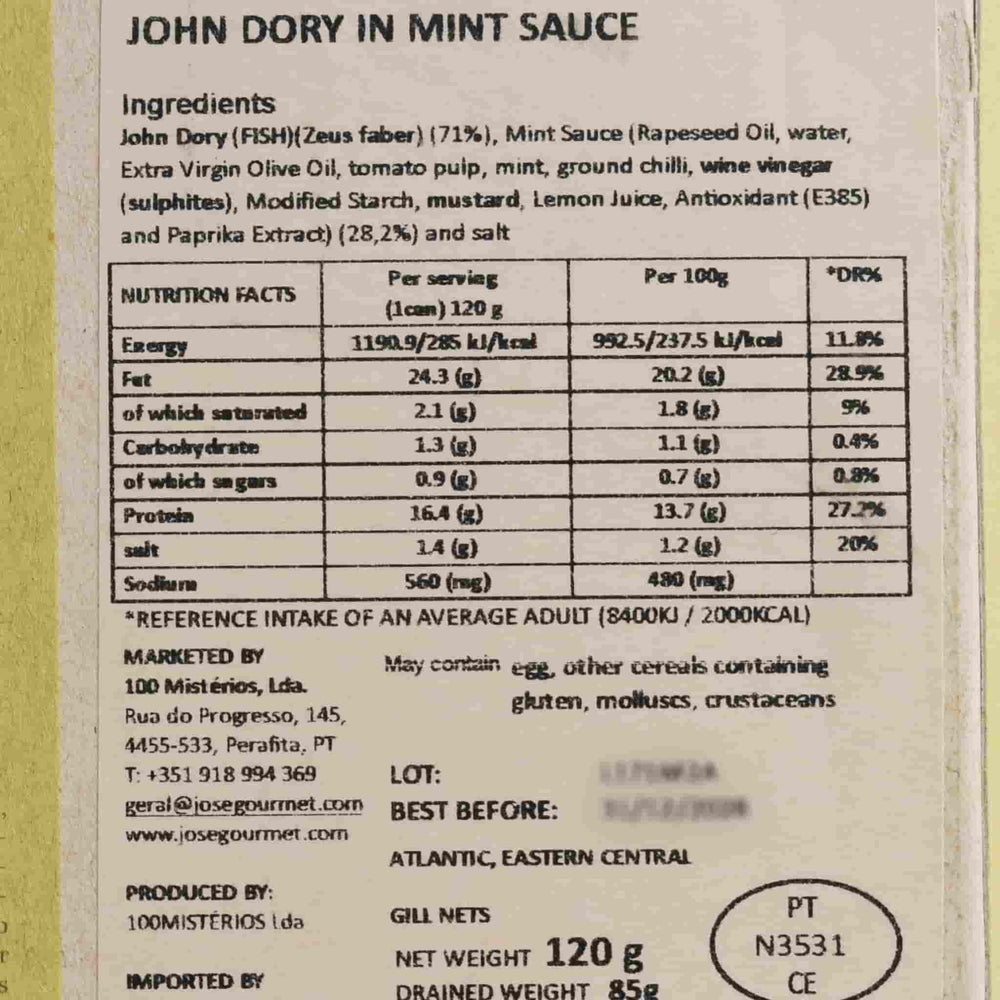 JOHN DORY IN MINT SAUCE
Ingredients
John Dory (FISH)(Zeus faber) (71%), Mint Sauce (Rapeseed Oil, water,
Extra Virgin Olive Oil, tomato pulp, mint, ground chilli, wine vinegar
(sulphites), Modified Starch, mustard, Lemon Juice, Antioxidant (E385)
and Paprika Extract) (28,2%) and salt
NUTRITION FACTS Per serving (1can) 120 g Per 100g *DR%
Energy 1190.9/285 kJ/kcal 992.5/237.5 kJ/kcal 11.8%
Fat 24.3 (g) 20.2 (g) 28.9%
of which saturated 2.1 (g) 1.8 (g) 9%
Carbohydrate 1.3 (g) 1.1 (g) 0.4%
of which sugars 0.9 (g) 0.7 (g) 0.8%
Protein 16.4 (g) 13.7 (g) 27.2%
salt 1.4 (g) 1.2 (g) 20%
Sodium 560 (mg) 480 (mg)
*REFERENCE INTAKE OF AN AVERAGE ADULT (8400KJ / 2000KCAL)
MARKETED BY
100 Mistérios, Lda.
Rua do Progresso, 145,
4455-533, Perafita, PT
T: +351 918 994 369
geral@josegourmet.com
www.josegourmet.com
PRODUCED BY:
100MISTÉRIOS Lda
IMPORTED BY
May contain egg, other cereals containing
gluten, molluscs, crustaceans
LOT:
BEST BEFORE:
ATLANTIC, EASTERN CENTRAL
GILL NETS
NET WEIGHT 120 g
DRAINED WEIGHT 85g
PT
N3531
CE